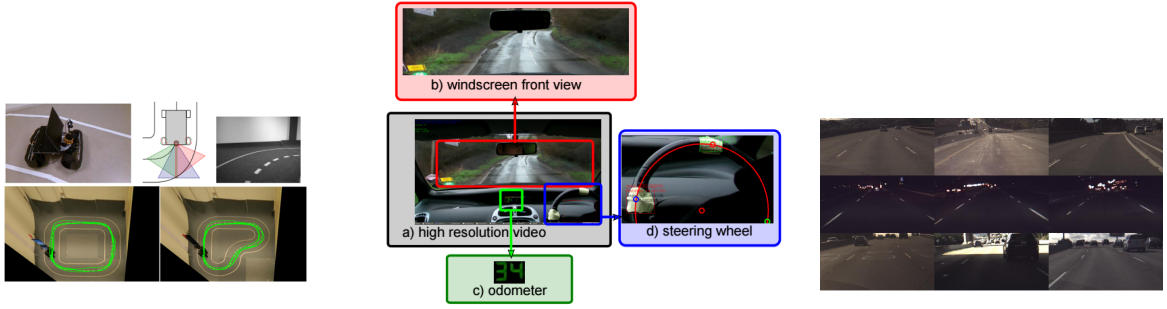 b) windscreen front view
a) high resolution video
d) steering wheel
34
c) odometer